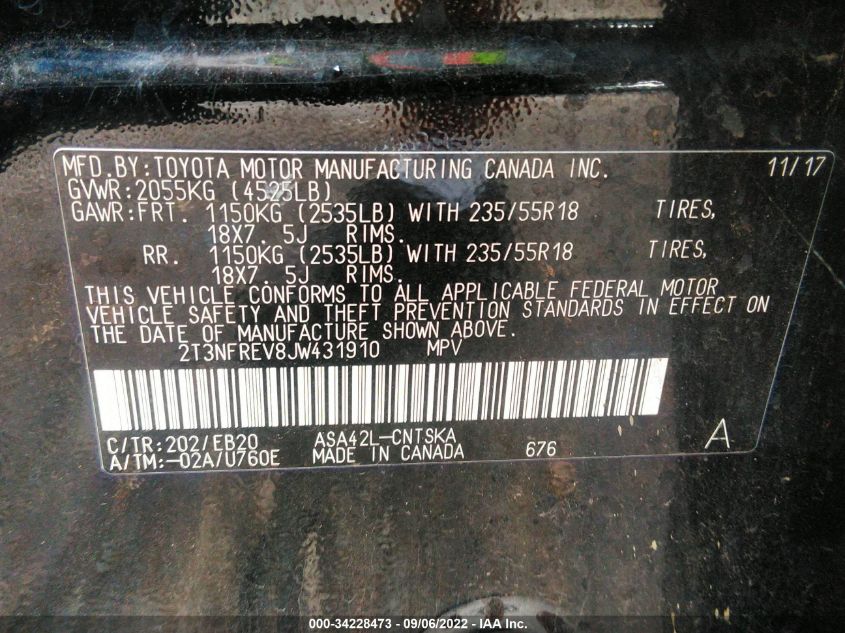 MFD.BY:TOYOTA MOTOR MANUFACTURING CANADA INC. 11/17
GVWR:2055KG (4525LB)
GAWR:FRT. 1150KG (2535LB) WITH 235/55R18 TIRES,
18X7. 5J RIMS.
RR. 1150KG (2535LB) WITH 235/55R18 TIRES,
18X7. 5J RIMS.
THIS VEHICLE CONFORMS TO ALL APPLICABLE FEDERAL MOTOR
VEHICLE SAFETY AND THEFT PREVENTION STANDARDS IN EFFECT ON
THE DATE OF MANUFACTURE SHOWN ABOVE.
2T3NFREV8JW431910 MPV
C/TR:202/EB20 ASA42L-CNTSKA A
A/TM:-02A/U760E MADE IN CANADA 676
000-34228473 - 09/06/2022 - IAA Inc.